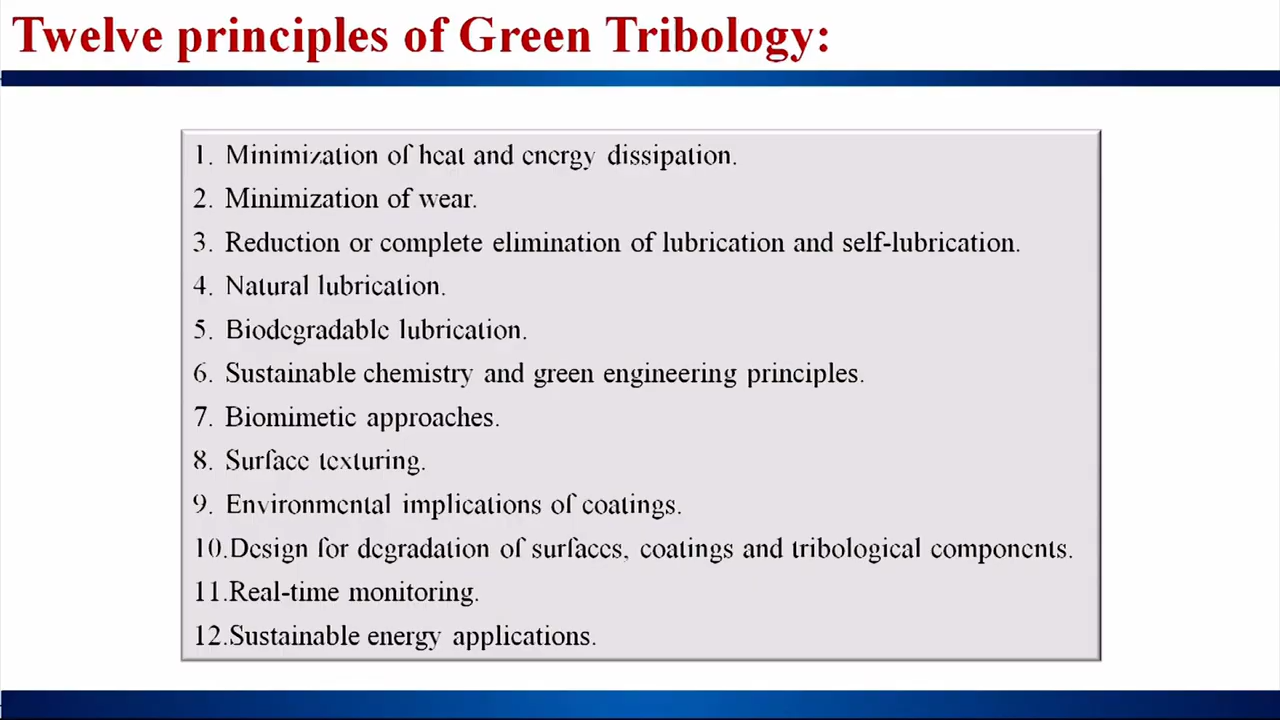 Twelve principles of Green Tribology:
1. Minimization of heat and energy dissipation.
2. Minimization of wear.
3. Reduction or complete elimination of lubrication and self-lubrication.
4. Natural lubrication.
5. Biodegradable lubrication.
6. Sustainable chemistry and green engineering principles.
7. Biomimetic approaches.
8. Surface texturing.
9. Environmental implications of coatings.
10.Design for degradation of surfaces, coatings and tribological components.
11.Real-time monitoring.
12.Sustainable energy applications.